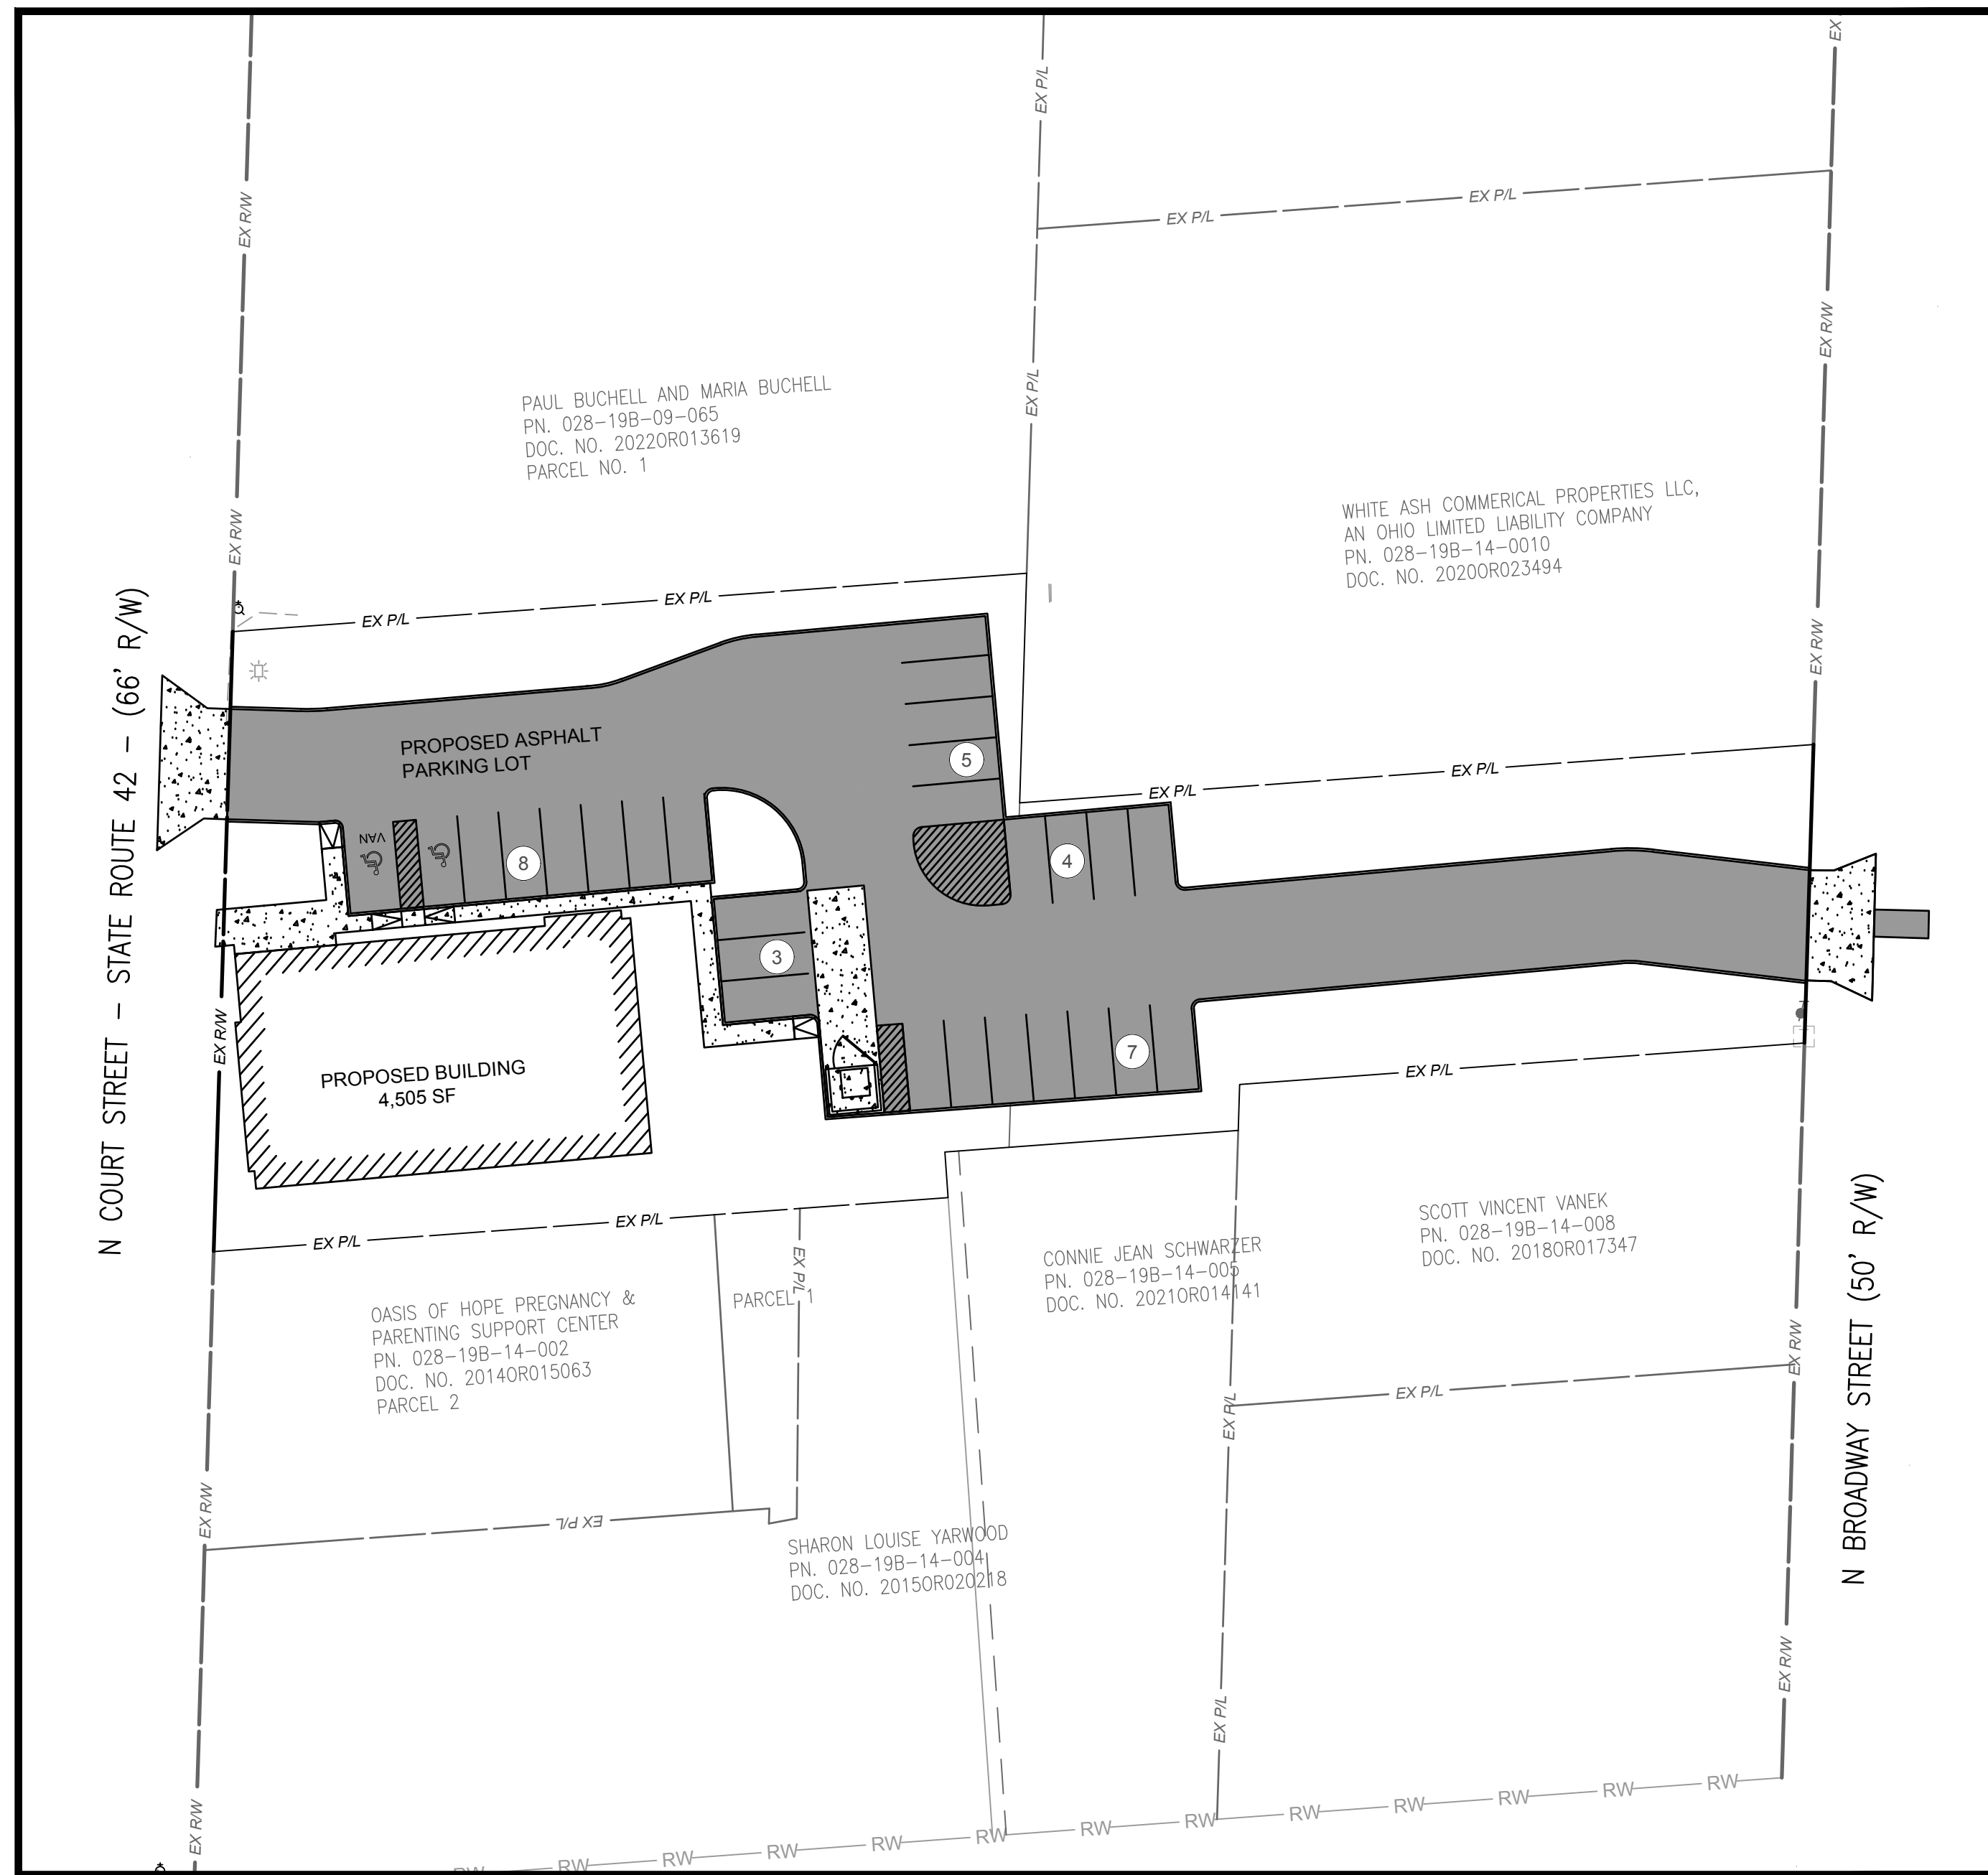 EX R/W
EX P/L
EX
EX R/W
EX P/L
EX P/L
EX R/W
EX P/L
PAUL BUCHELL AND MARIA BUCHELL
PN. 028-19B-09-065
DOC. NO. 2022OR013619
PARCEL NO. 1
WHITE ASH COMMERICAL PROPERTIES LLC,
AN OHIO LIMITED LIABILITY COMPANY
PN. 028-19B-14-0010
DOC. NO. 2020OR023494
EX R/W
EX P/L
EX P/L
EX R/W
N COURT STREET - STATE ROUTE 42 - (66' R/W)
PROPOSED ASPHALT
PARKING LOT
5
EX P/L
EX P/L
VAN
8
4
3
7
EX R/W
PROPOSED BUILDING
4,505 SF
EX P/L
EX P/L
EX P/L
EX P/L
SCOTT VINCENT VANEK
PN. 028-19B-14-008
DOC. NO. 2018OR017347
CONNIE JEAN SCHWARZER
PN. 028-19B-14-005
DOC. NO. 2021OR014141
N BROADWAY STREET (50' R/W)
OASIS OF HOPE PREGNANCY &
PARENTING SUPPORT CENTER
PN. 028-19B-14-002
DOC. NO. 2014OR015063
PARCEL 2
PARCEL 1
EX R/W
EX P/L
EX P/L
EX R/W
EX P/L
SHARON LOUISE YARWOOD
PN. 028-19B-14-004
DOC. NO. 2015OR020218
EX R/W
EX P/L
EX R/W
RW RW RW RW RW RW RW RW RW RW RW RW RW